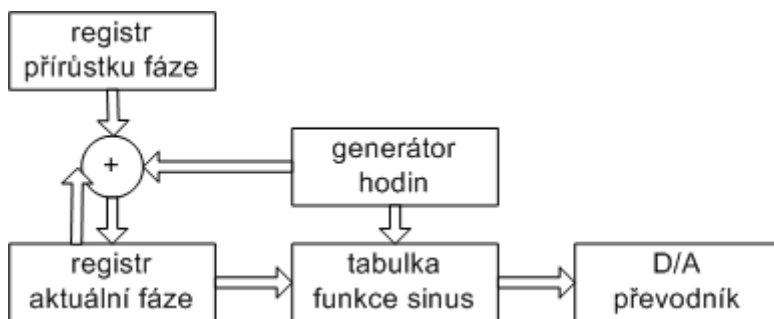 registr
přírůstku fáze
+
generátor
hodin
registr
aktuální fáze
tabulka
funkce sinus
D/A
převodník